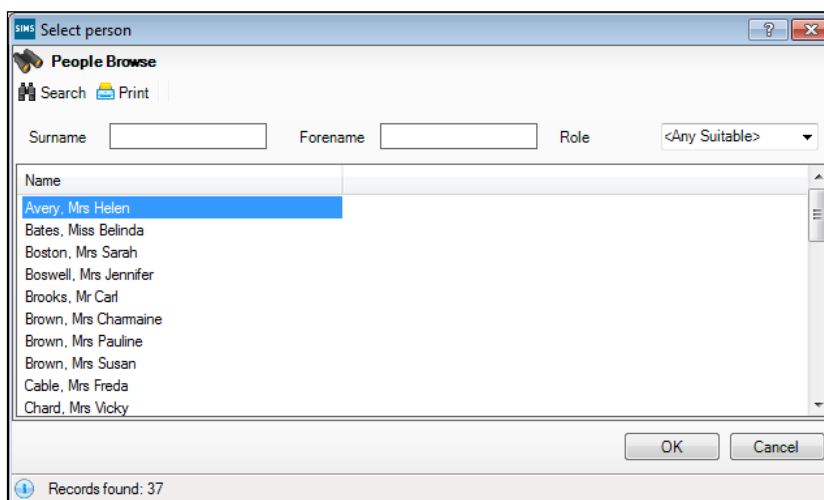 SIMS Select person ?
People Browse
Search Print
Surname Forename Role <Any Suitable>
Name
Avery, Mrs Helen
Bates, Miss Belinda
Boston, Mrs Sarah
Boswell, Mrs Jennifer
Brooks, Mr Carl
Brown, Mrs Charmaine
Brown, Mrs Pauline
Brown, Mrs Susan
Cable, Mrs Freda
Chard, Mrs Vicky
OK Cancel
Records found: 37